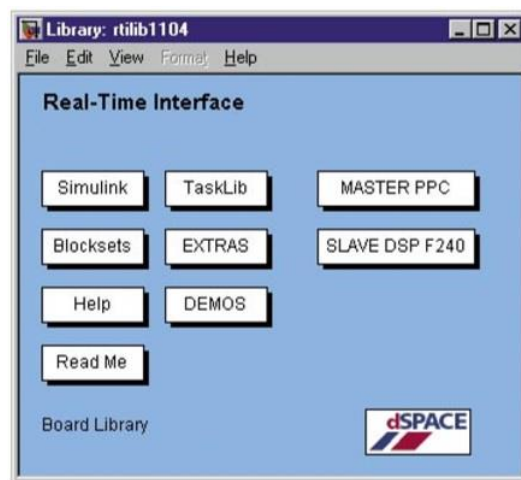 Library: rtilib1104
File Edit View Format Help
Real-Time Interface
Simulink TaskLib MASTER PPC
Blocksets EXTRAS SLAVE DSP F240
Help DEMOS
Read Me
Board Library
dSPACE